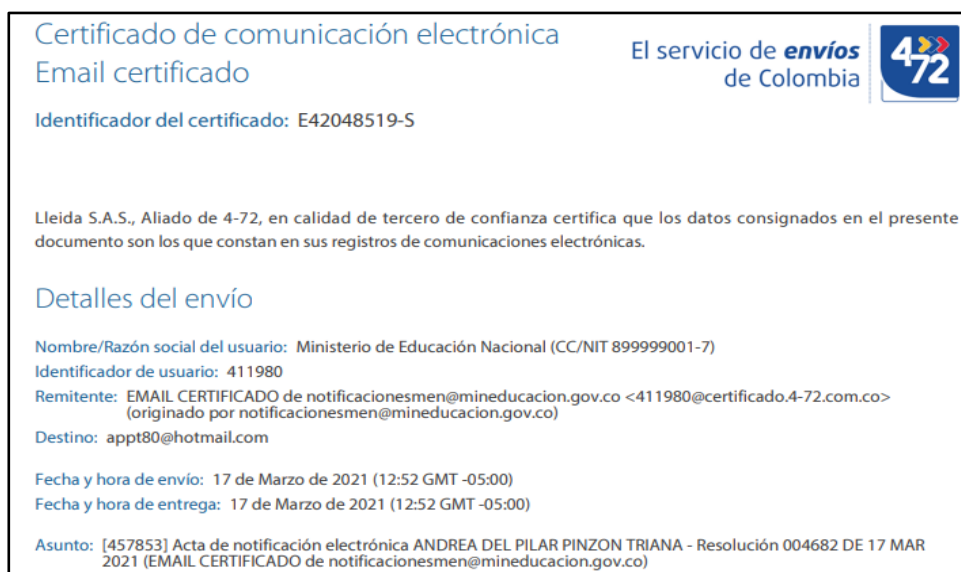 Certificado de comunicación electrónica
Email certificado
El servicio de envíos
de Colombia
4-72
Identificador del certificado: E42048519-S
Lleida S.A.S., Aliado de 4-72, en calidad de tercero de confianza certifica que los datos consignados en el presente
documento son los que constan en sus registros de comunicaciones electrónicas.
Detalles del envío
Nombre/Razón social del usuario: Ministerio de Educación Nacional (CC/NIT 899999001-7)
Identificador de usuario: 411980
Remitente: EMAIL CERTIFICADO de notificacionesmen@mineducacion.gov.co <411980@certificado.4-72.com.co>
(originado por notificacionesmen@mineducacion.gov.co)
Destino: appt80@hotmail.com
Fecha y hora de envío: 17 de Marzo de 2021 (12:52 GMT -05:00)
Fecha y hora de entrega: 17 de Marzo de 2021 (12:52 GMT -05:00)
Asunto: [457853] Acta de notificación electrónica ANDREA DEL PILAR PINZON TRIANA - Resolución 004682 DE 17 MAR
2021 (EMAIL CERTIFICADO de notificacionesmen@mineducacion.gov.co)